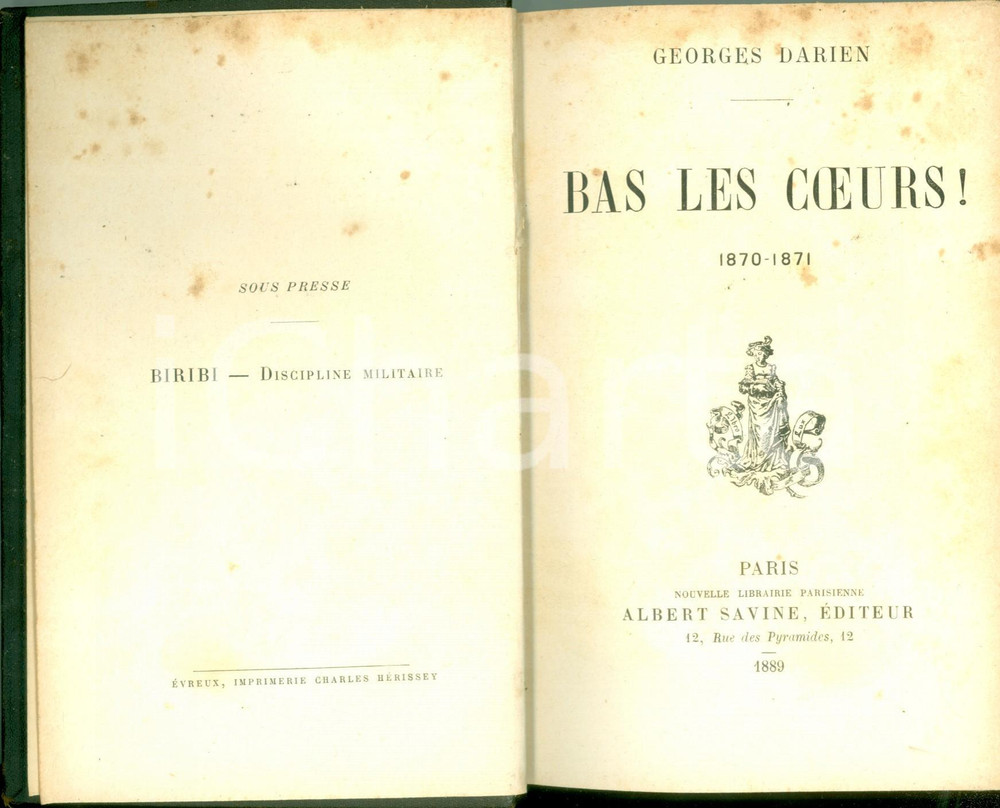 SOUS PRESSE
BIRIBI — DISCIPLINE MILITAIRE
ÉVREUX, IMPRIMERIE CHARLES HÉRISSEY
GEORGES DARIEN
BAS LES CŒURS!
1870-1871
PARIS
NOUVELLE LIBRAIRIE PARISIENNE
ALBERT SAVINE, ÉDITEUR
12, Rue des Pyramides, 12
1889